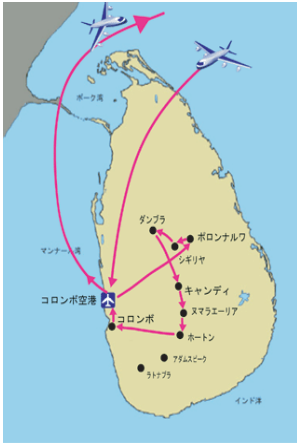 ポーク湾
ダンブラ
ポロンナルワ
シギリヤ
マンナール湾
キャンディ
コロンボ空港
ヌマラエーリア
コロンボ
ホートン
アダムスピーク
ラトナプラ
インド洋